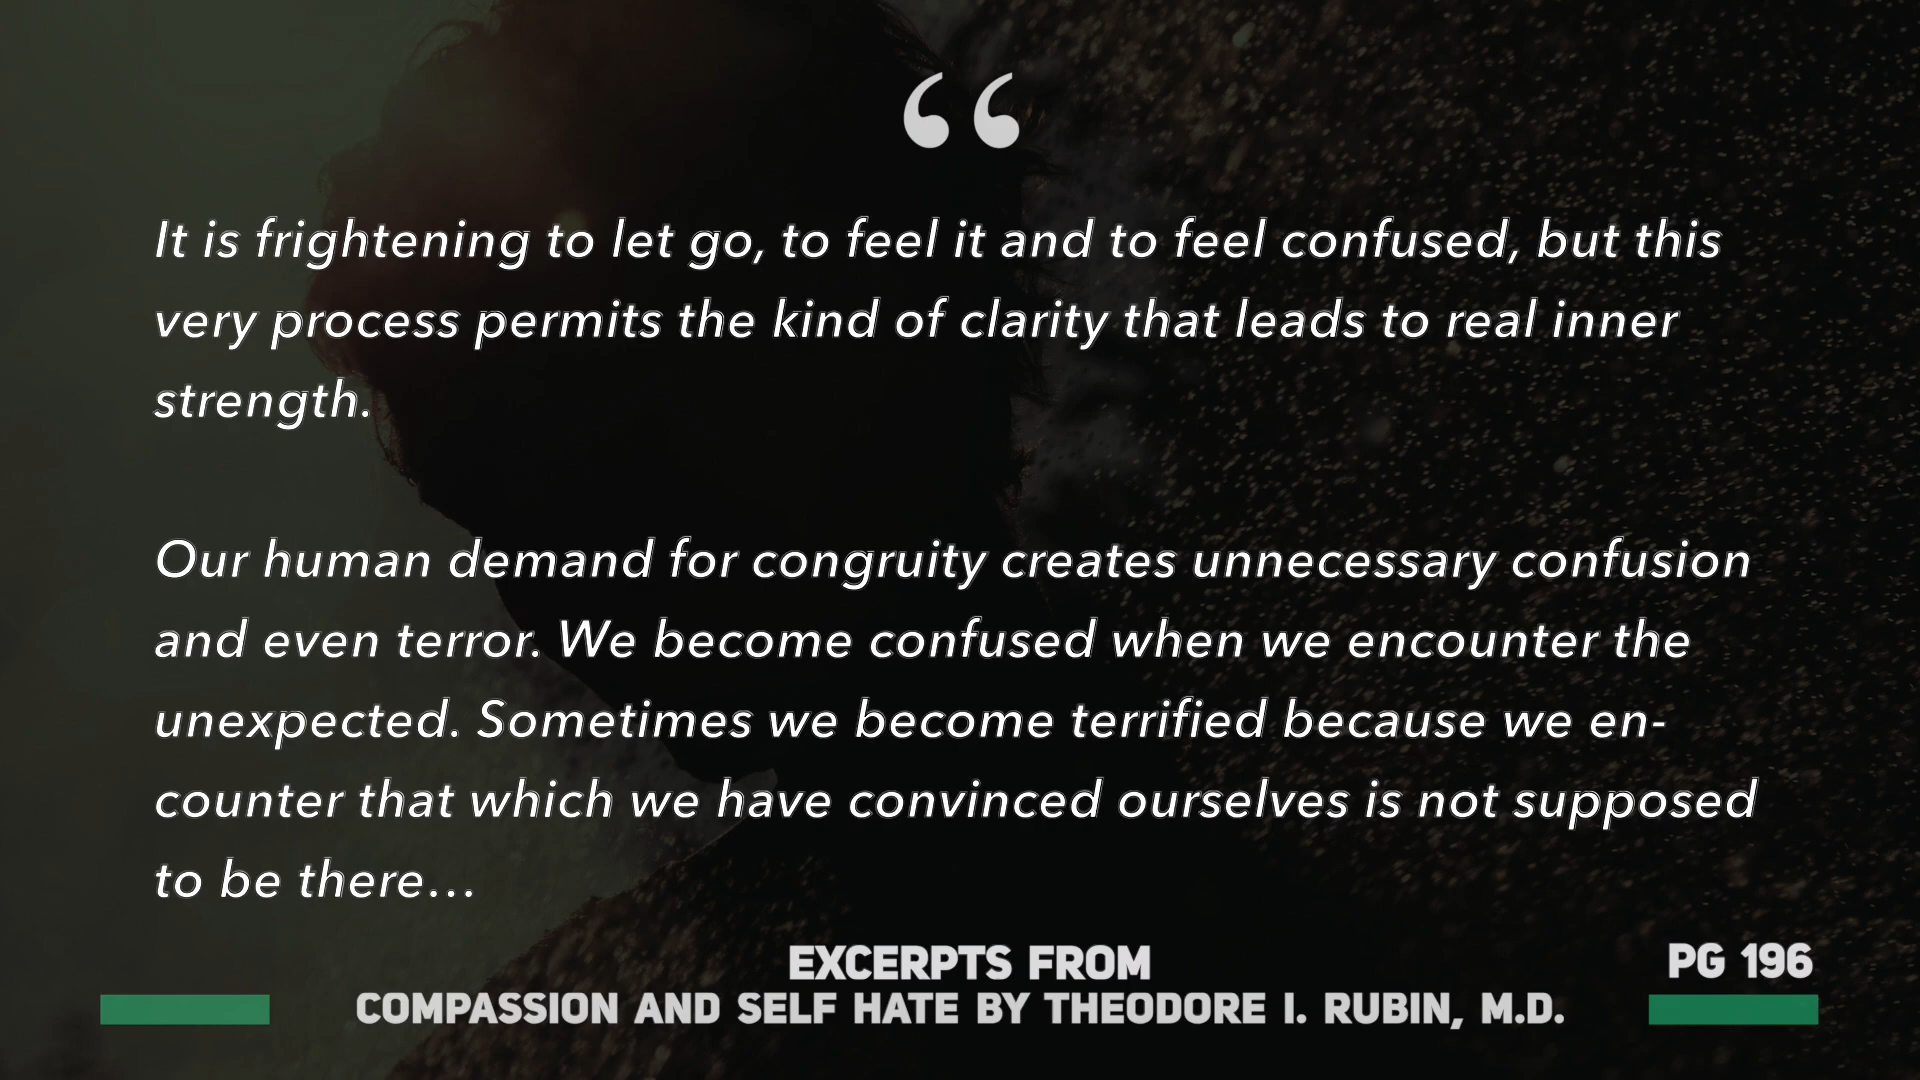 “
It is frightening to let go, to feel it and to feel confused, but this
very process permits the kind of clarity that leads to real inner
strength.
Our human demand for congruity creates unnecessary confusion
and even terror. We become confused when we encounter the
unexpected. Sometimes we become terrified because we en-
counter that which we have convinced ourselves is not supposed
to be there...
EXCERPTS FROM
COMPASSION AND SELF HATE BY THEODORE I. RUBIN, M.D.
PG 196